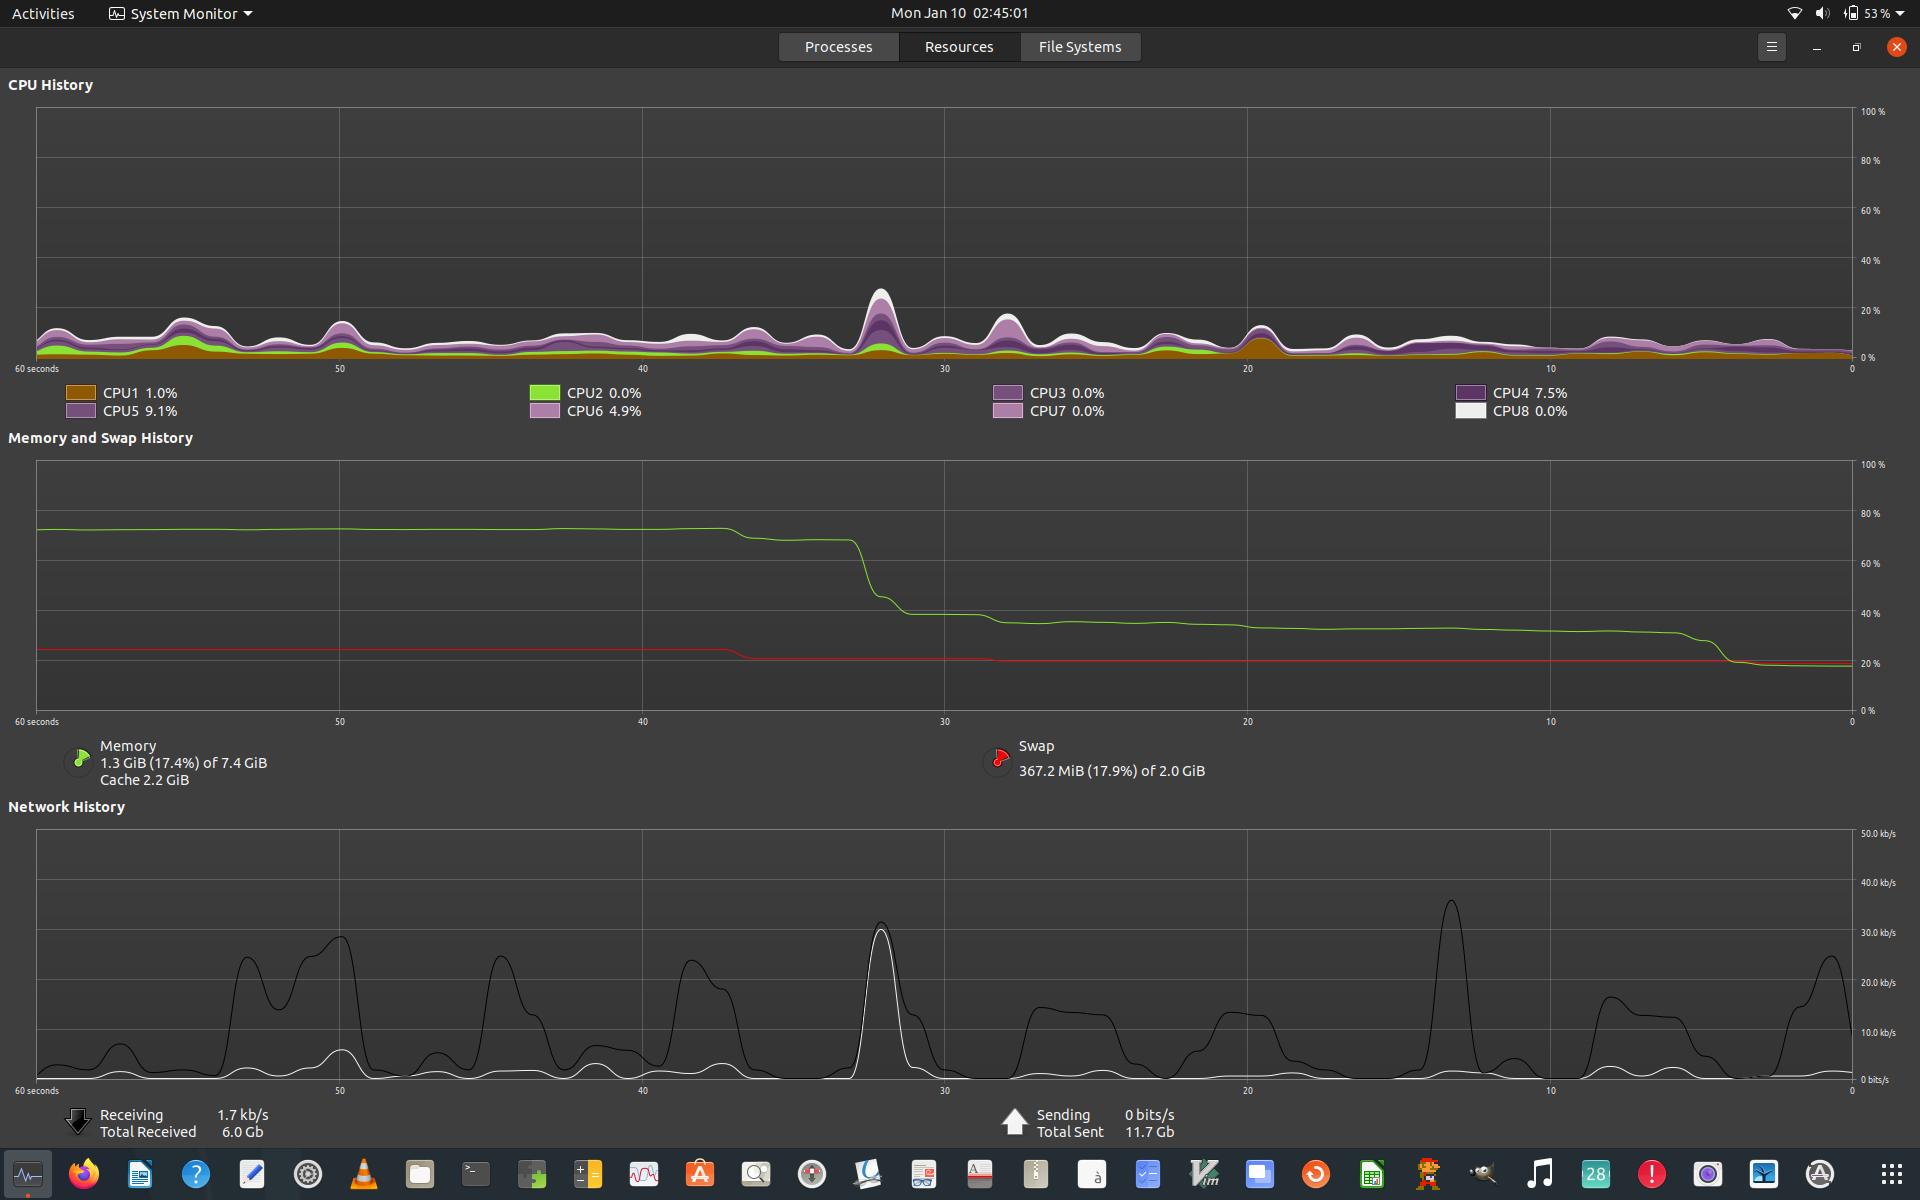 Activities System Monitor Mon Jan 10 02:45:01 53 %
Processes Resources File Systems
CPU History
100 %
80 %
60 %
40 %
20 %
0 %
60 seconds 50 40 30 20 10 0
CPU1 1.0% CPU2 0.0% CPU3 0.0% CPU4 7.5%
CPU5 9.1% CPU6 4.9% CPU7 0.0% CPU8 0.0%
Memory and Swap History
100 %
80 %
60 %
40 %
20 %
0 %
60 seconds 50 40 30 20 10 0
Memory
1.3 GiB (17.4%) of 7.4 GiB
Cache 2.2 GiB
Swap
367.2 MiB (17.9%) of 2.0 GiB
Network History
50.0 kb/s
40.0 kb/s
30.0 kb/s
20.0 kb/s
10.0 kb/s
0 bits/s
60 seconds 50 40 30 20 10 0
Receiving 1.7 kb/s
Total Received 6.0 Gb
Sending 0 bits/s
Total Sent 11.7 Gb
28